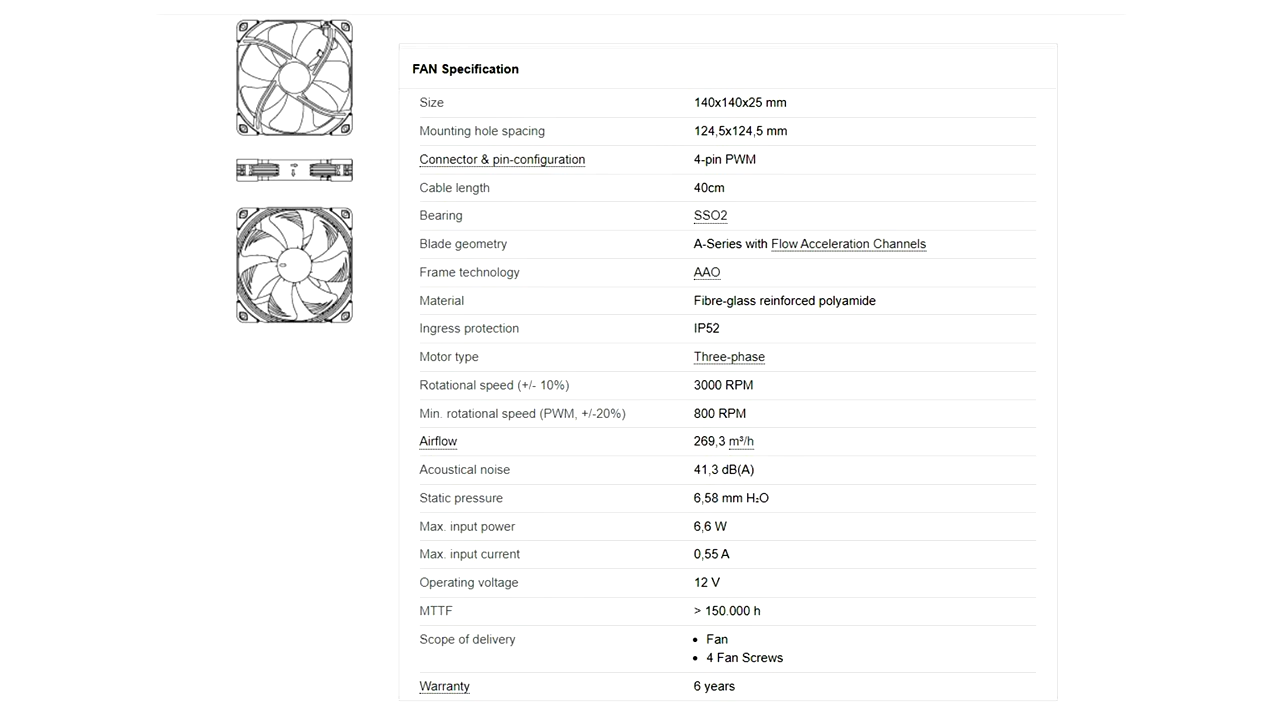 FAN Specification
Size 140x140x25 mm
Mounting hole spacing 124,5x124,5 mm
Connector & pin-configuration 4-pin PWM
Cable length 40cm
Bearing SSO2
Blade geometry A-Series with Flow Acceleration Channels
Frame technology AAO
Material Fibre-glass reinforced polyamide
Ingress protection IP52
Motor type Three-phase
Rotational speed (+/- 10%) 3000 RPM
Min. rotational speed (PWM, +/-20%) 800 RPM
Airflow 269,3 m³/h
Acoustical noise 41,3 dB(A)
Static pressure 6,58 mm H₂O
Max. input power 6,6 W
Max. input current 0,55 A
Operating voltage 12 V
MTTF > 150.000 h
Scope of delivery • Fan
• 4 Fan Screws
Warranty 6 years